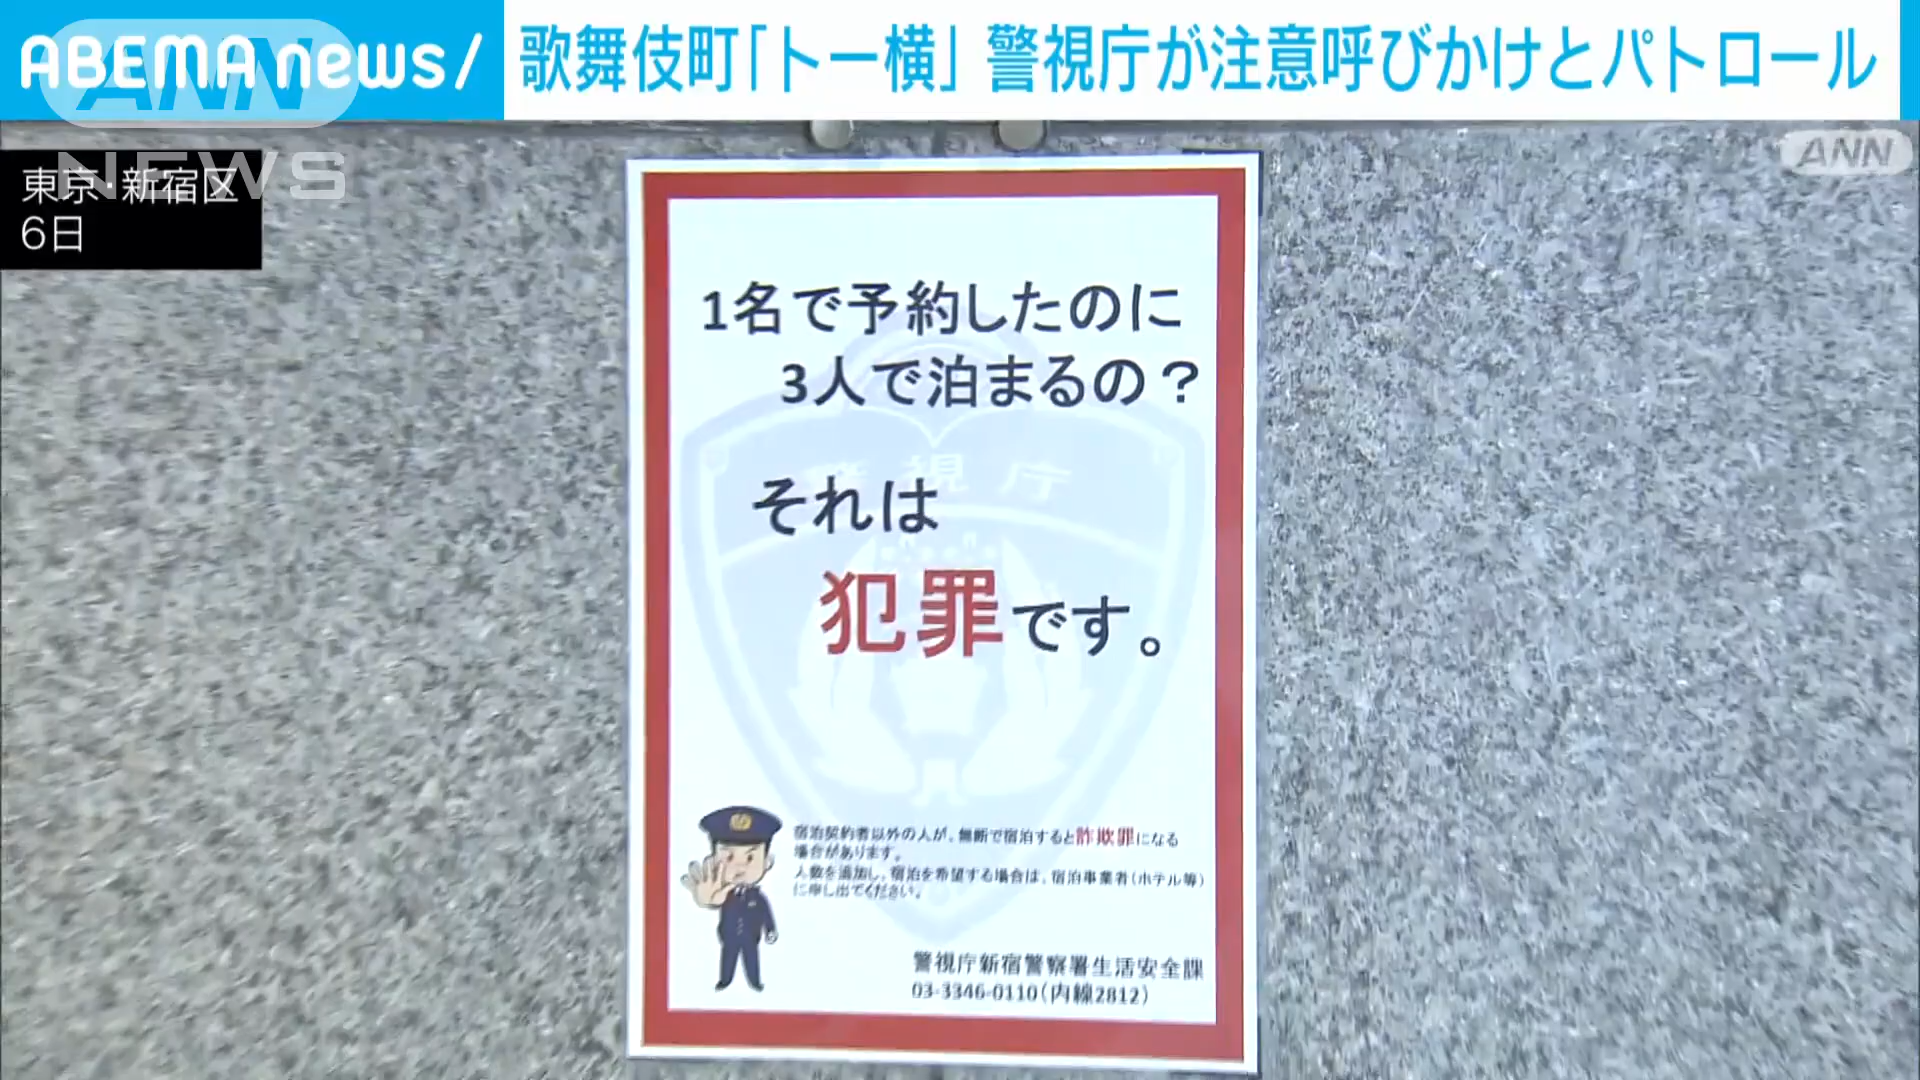 ABEMA news/
歌舞伎町「トー横」 警視庁が注意呼びかけとパトロール
ANN
NEWS
ANN
東京・新宿区
6日
1名で予約したのに
3人で泊まるの？
警視庁
それは
犯罪です。
宿泊契約者以外の人が、無断で宿泊すると詐欺罪になる
場合があります。
人数を追加し、宿泊を希望する場合は、宿泊事業者（ホテル等）
に申し出てください。
警視庁新宿警察署生活安全課
03-3346-0110（内線2812）